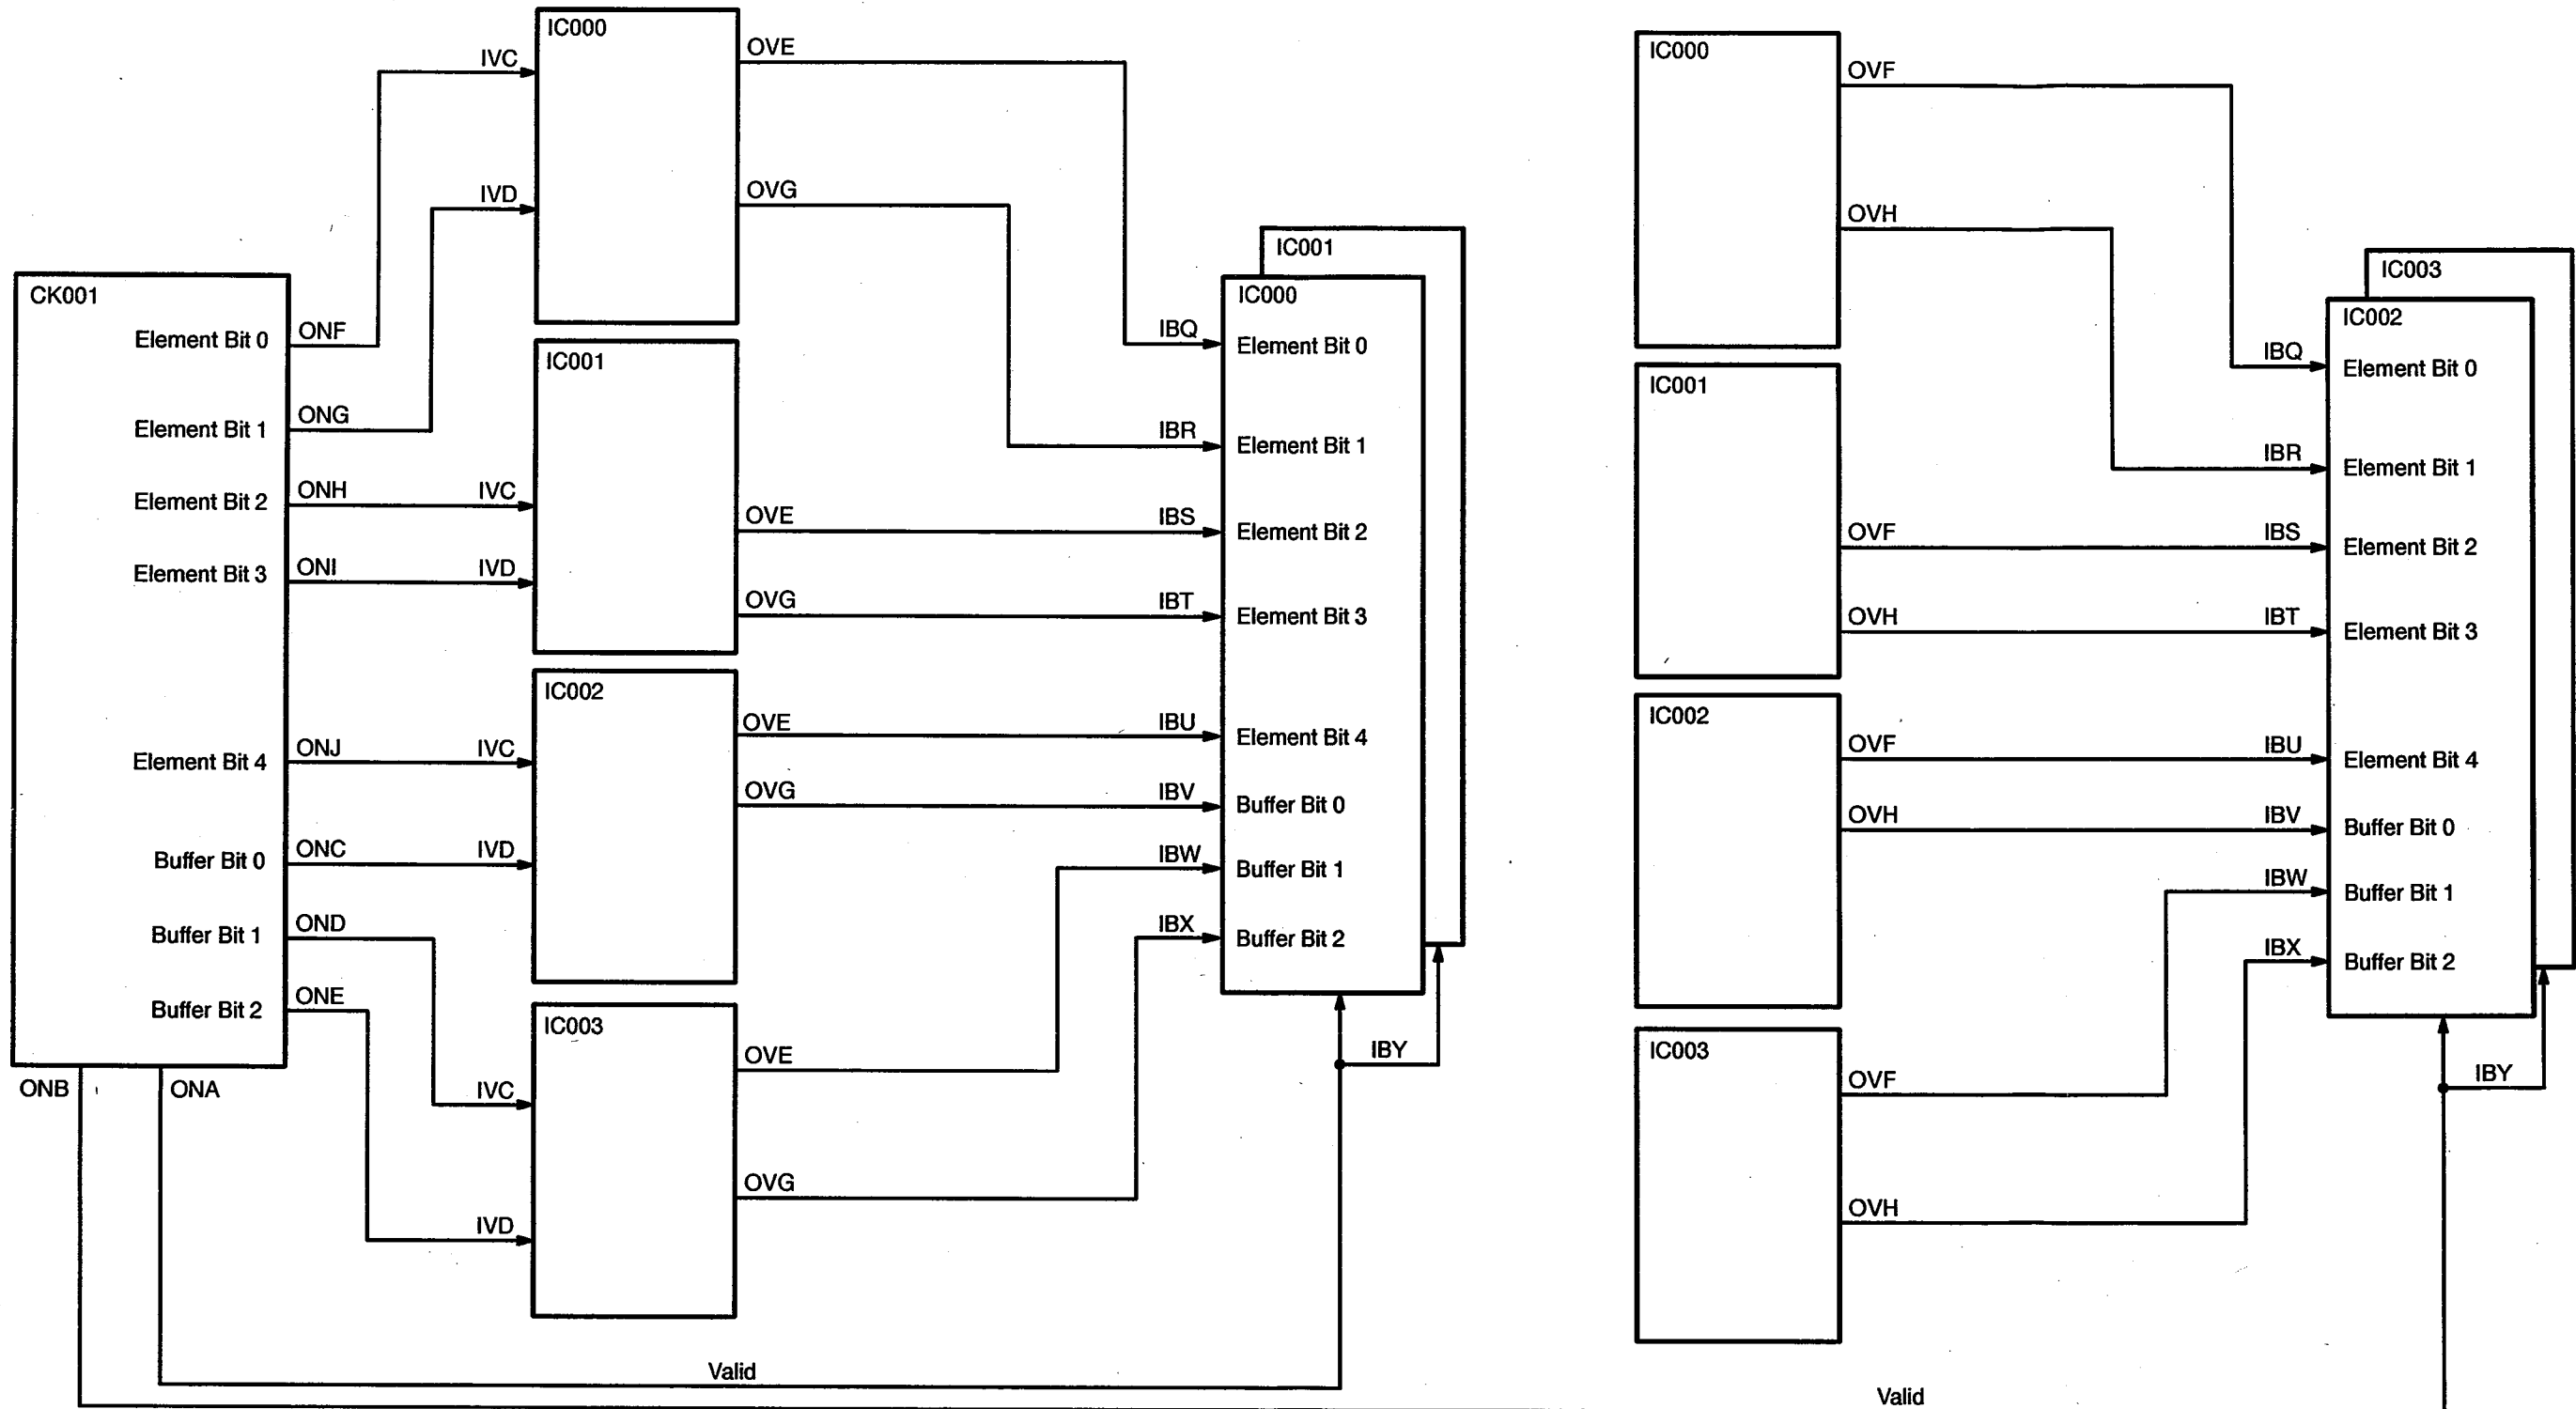 CK001
Element Bit 0
Element Bit 1
Element Bit 2
Element Bit 3
Element Bit 4
Buffer Bit 0
Buffer Bit 1
Buffer Bit 2
ONF
ONG
ONH
ONI
ONJ
ONC
OND
ONE
ONB
ONA
IVC
IVD
IVC
IVD
IVC
IVD
IVC
IVD
IC000
IC001
IC002
IC003
OVE
OVG
OVE
OVG
OVE
OVG
OVE
OVG
IBQ
IBR
IBS
IBT
IBU
IBV
IBW
IBX
IC001
IC000
Element Bit 0
Element Bit 1
Element Bit 2
Element Bit 3
Element Bit 4
Buffer Bit 0
Buffer Bit 1
Buffer Bit 2
IBY
Valid
IC000
IC001
IC002
IC003
OVF
OVH
OVF
OVH
OVF
OVH
OVF
OVH
IBQ
IBR
IBS
IBT
IBU
IBV
IBW
IBX
IC003
IC002
Element Bit 0
Element Bit 1
Element Bit 2
Element Bit 3
Element Bit 4
Buffer Bit 0
Buffer Bit 1
Buffer Bit 2
IBY
Valid